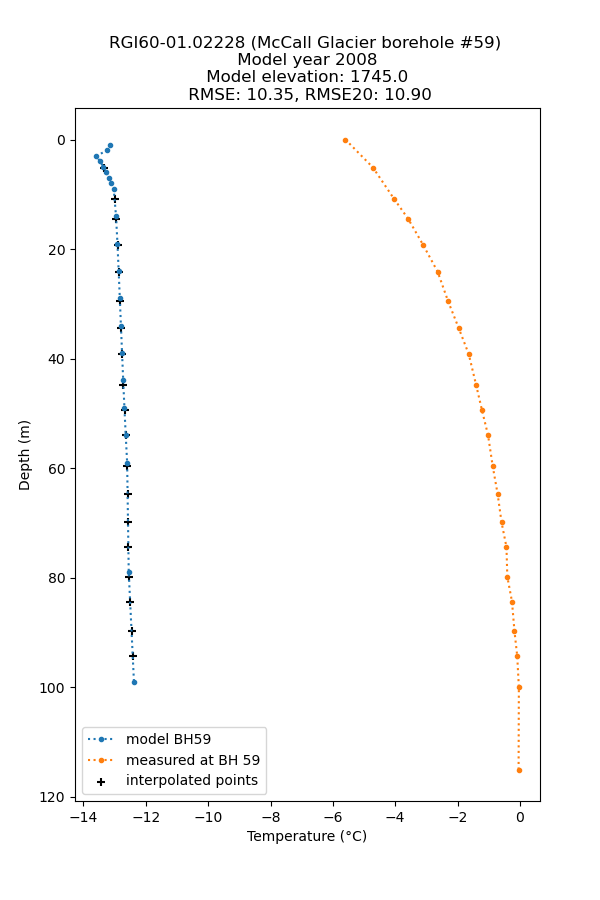 RGI60-01.02228 (McCall Glacier borehole #59)
Model year 2008
Model elevation: 1745.0
RMSE: 10.35, RMSE20: 10.90
0
20
40
60
80
100
120
Depth (m)
model BH59
measured at BH 59
interpolated points
−14 −12 −10 −8 −6 −4 −2 0
Temperature (°C)